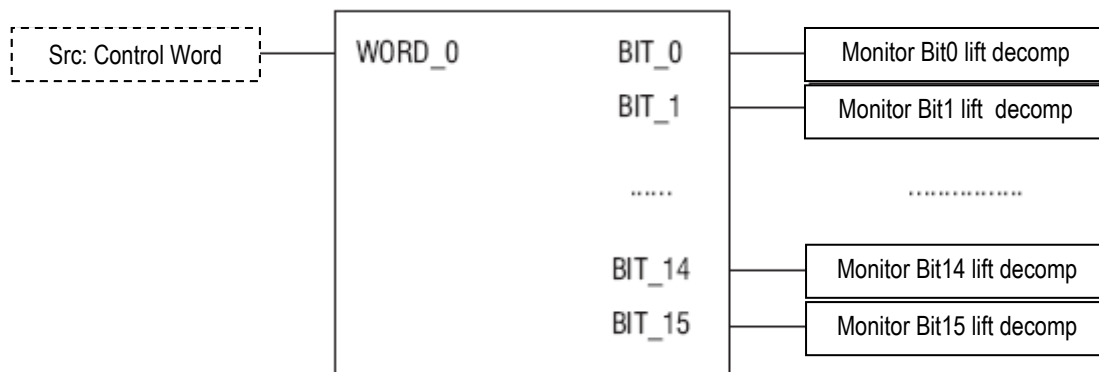 Src: Control Word WORD_0 BIT_0 Monitor Bit0 lift decomp
BIT_1 Monitor Bit1 lift decomp
...... ...............
BIT_14 Monitor Bit14 lift decomp
BIT_15 Monitor Bit15 lift decomp